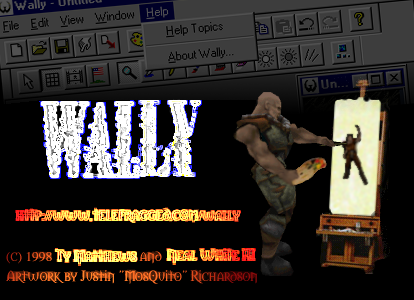 Wally - Untitled
File Edit View Window Help
Help Topics
About Wally...
Un...
WALLY
http://www.telefragged.com/wally
(C) 1998 Ty Matthews and Neal White III
Artwork by Justin "Mosquito" Richardson